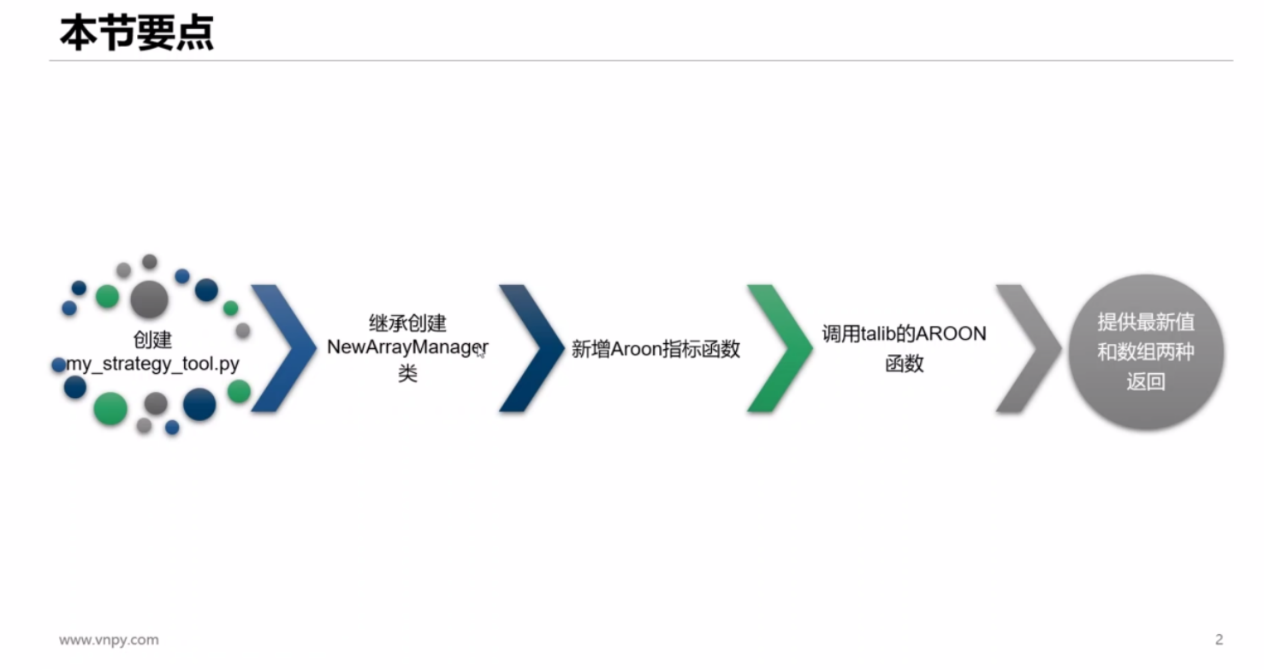 本节要点
创建
my_strategy_tool.py
继承创建
NewArrayManager
类
新增Aroon指标函数
调用talib的AROON
函数
提供最新值
和数组两种
返回
www.vnpy.com
2